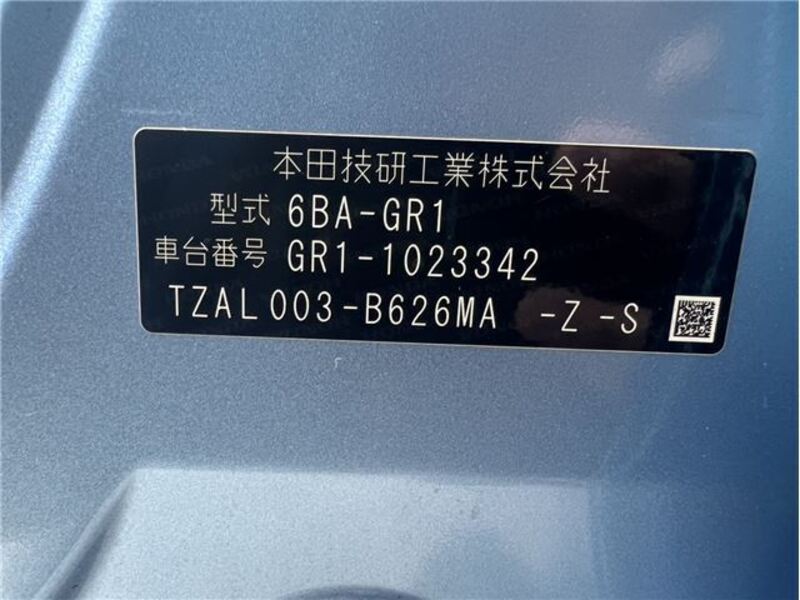 本田技研工業株式会社
型式 6BA-GR1
車台番号 GR1-1023342
TZAL003-B626MA -Z -S